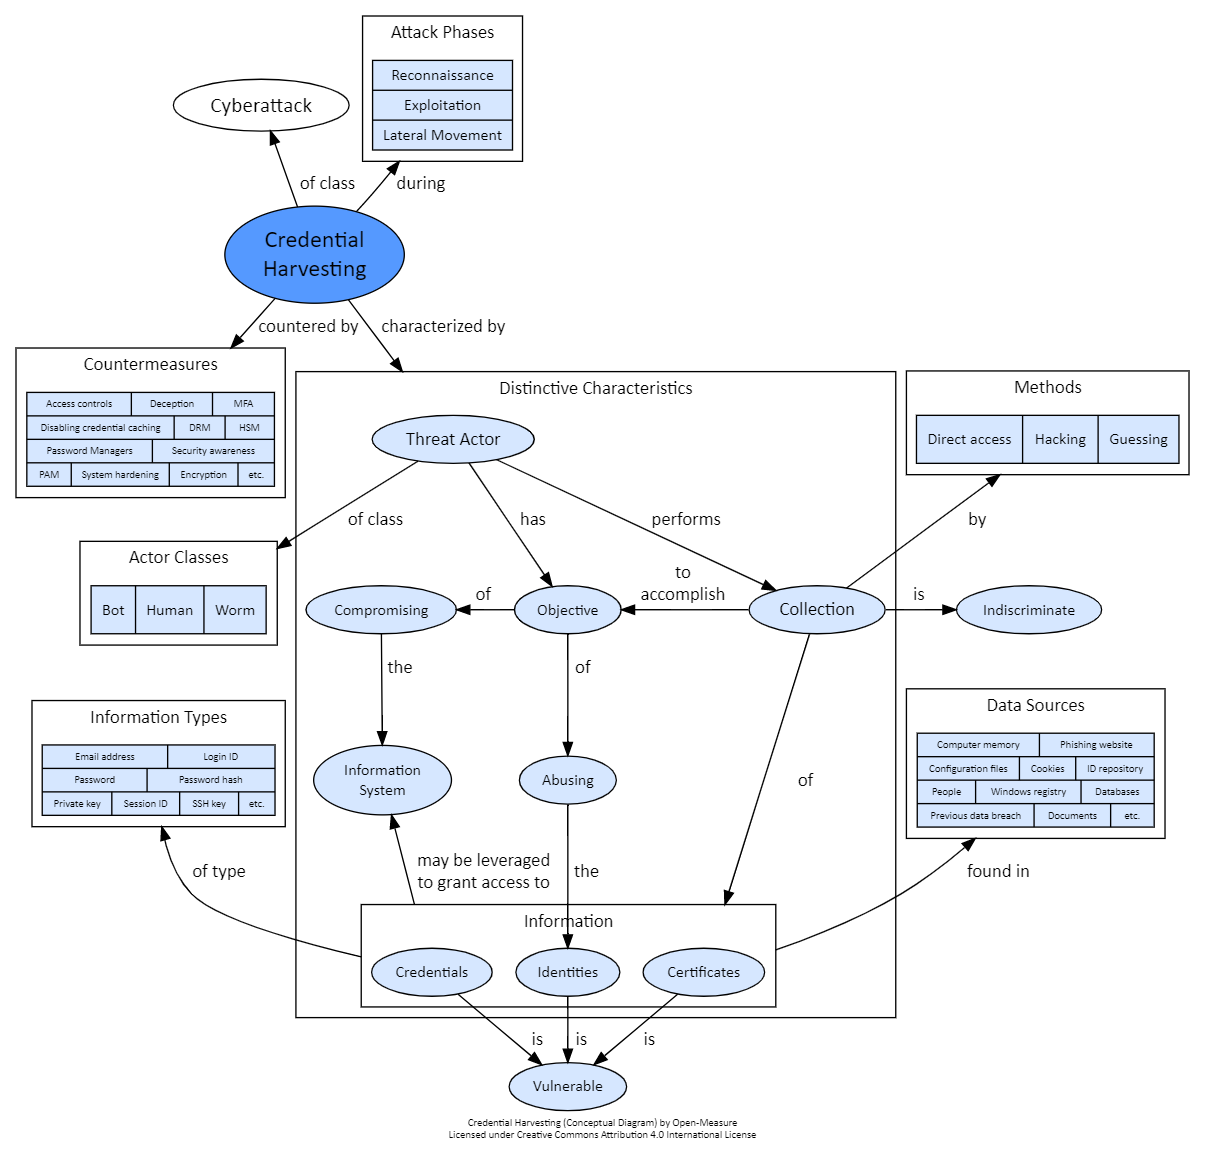 Attack Phases
Reconnaissance
Exploitation
Lateral Movement
Cyberattack
of class
during
Credential
Harvesting
countered by
characterized by
Countermeasures
Access controls Deception MFA
Disabling credential caching DRM HSM
Password Managers Security awareness
PAM System hardening Encryption etc.
Distinctive Characteristics
Threat Actor
Methods
Direct access Hacking Guessing
of class
has
performs
by
Actor Classes
Bot Human Worm
Compromising
of
Objective
to
accomplish
Collection
is
Indiscriminate
the
of
Information Types
Email address Login ID
Password Password hash
Private key Session ID SSH key etc.
Information
System
Abusing
of
Data Sources
Computer memory Phishing website
Configuration files Cookies ID repository
People Windows registry Databases
Previous data breach Documents etc.
of type
may be leveraged
to grant access to
the
found in
Information
Credentials
Identities
Certificates
is
is
is
Vulnerable
Credential Harvesting (Conceptual Diagram) by Open-Measure
Licensed under Creative Commons Attribution 4.0 International License